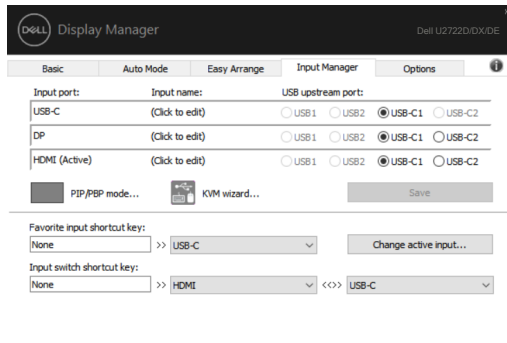 DELL Display Manager
Dell U2722D/DX/DE
Basic Auto Mode Easy Arrange Input Manager Options
Input port: Input name: USB upstream port:
USB-C (Click to edit) USB1 USB2 USB-C1 USB-C2
DP (Click to edit) USB1 USB2 USB-C1 USB-C2
HDMI (Active) (Click to edit) USB1 USB2 USB-C1 USB-C2
PIP/PBP mode... KVM wizard... Save
Favorite input shortcut key:
None >> USB-C Change active input...
Input switch shortcut key:
None >> HDMI <<>> USB-C